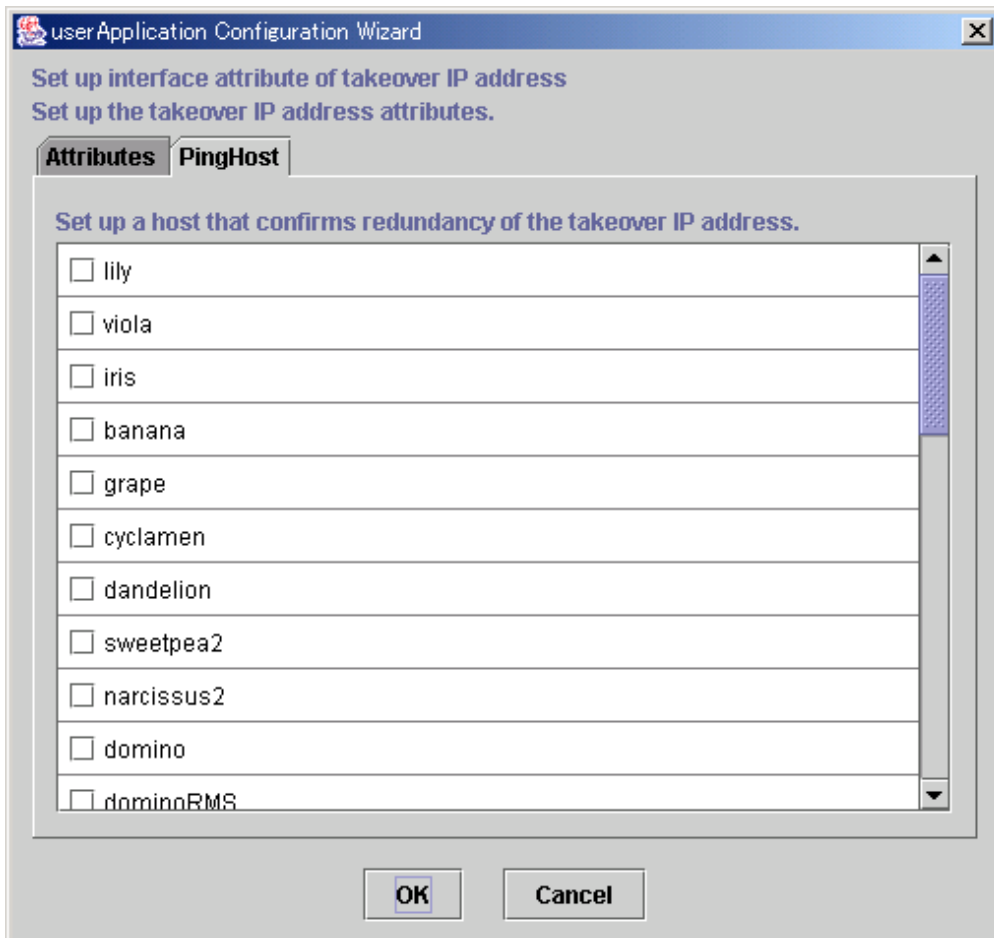 userApplication Configuration Wizard
Set up interface attribute of takeover IP address
Set up the takeover IP address attributes.
Attributes PingHost
Set up a host that confirms redundancy of the takeover IP address.
lily
viola
iris
banana
grape
cyclamen
dandelion
sweetpea2
narcissus2
domino
dominoRMS
OK Cancel